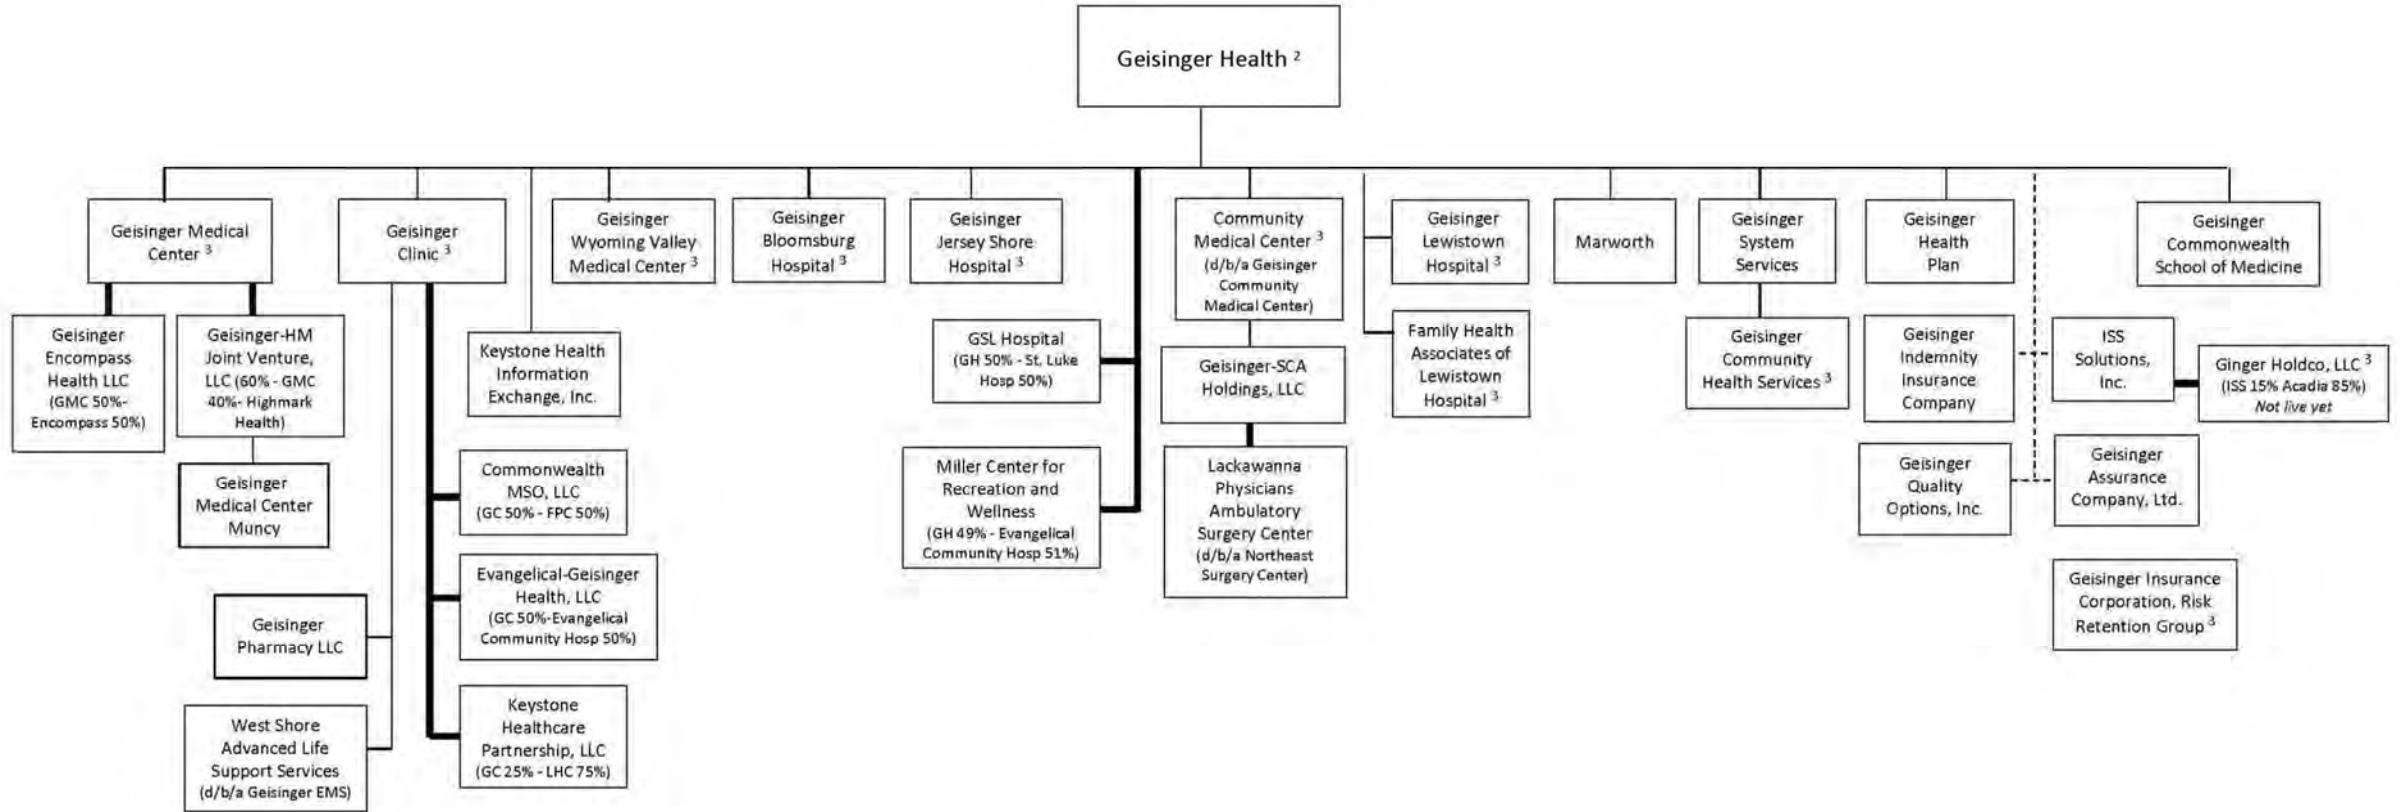 Geisinger Health ²
Geisinger Medical
Center ³
Geisinger
Clinic ³
Geisinger
Wyoming Valley
Medical Center ³
Geisinger
Bloomsburg
Hospital ³
Geisinger
Jersey Shore
Hospital ³
Community
Medical Center ³
(d/b/a Geisinger
Community
Medical Center)
Geisinger
Lewistown
Hospital ³
Marworth
Geisinger
System
Services
Geisinger
Health
Plan
Geisinger
Commonwealth
School of Medicine
Geisinger
Encompass
Health LLC
(GMC 50%-
Encompass 50%)
Geisinger-HM
Joint Venture,
LLC (60% - GMC
40%- Highmark
Health)
Keystone Health
Information
Exchange, Inc.
GSL Hospital
(GH 50% - St. Luke
Hosp 50%)
Geisinger-SCA
Holdings, LLC
Family Health
Associates of
Lewistown
Hospital ³
Geisinger
Community
Health Services ³
Geisinger
Indemnity
Insurance
Company
ISS
Solutions,
Inc.
Ginger Holdco, LLC ³
(ISS 15% Acadia 85%)
Not live yet
Geisinger
Medical Center
Muncy
Commonwealth
MSO, LLC
(GC 50% - FPC 50%)
Miller Center for
Recreation and
Wellness
(GH 49% - Evangelical
Community Hosp 51%)
Lackawanna
Physicians
Ambulatory
Surgery Center
(d/b/a Northeast
Surgery Center)
Geisinger
Quality
Options, Inc.
Geisinger
Assurance
Company, Ltd.
Evangelical-Geisinger
Health, LLC
(GC 50%-Evangelical
Community Hosp 50%)
Geisinger Insurance
Corporation, Risk
Retention Group ³
Geisinger
Pharmacy LLC
Keystone
Healthcare
Partnership, LLC
(GC 25% - LHC 75%)
West Shore
Advanced Life
Support Services
(d/b/a Geisinger EMS)